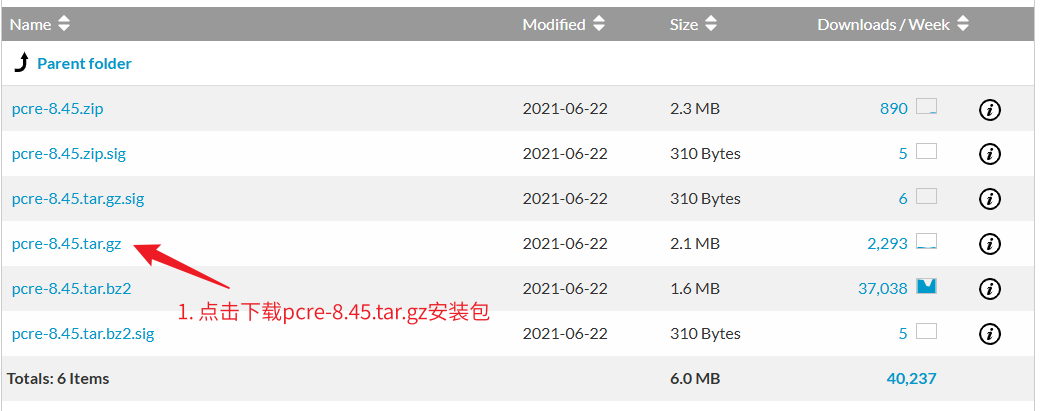 Name Modified Size Downloads / Week
Parent folder
pcre-8.45.zip 2021-06-22 2.3 MB 890
pcre-8.45.zip.sig 2021-06-22 310 Bytes 5
pcre-8.45.tar.gz.sig 2021-06-22 310 Bytes 6
pcre-8.45.tar.gz 2021-06-22 2.1 MB 2,293
pcre-8.45.tar.bz2 2021-06-22 1.6 MB 37,038
1. 点击下载pcre-8.45.tar.gz安装包
pcre-8.45.tar.bz2.sig 2021-06-22 310 Bytes 5
Totals: 6 Items 6.0 MB 40,237